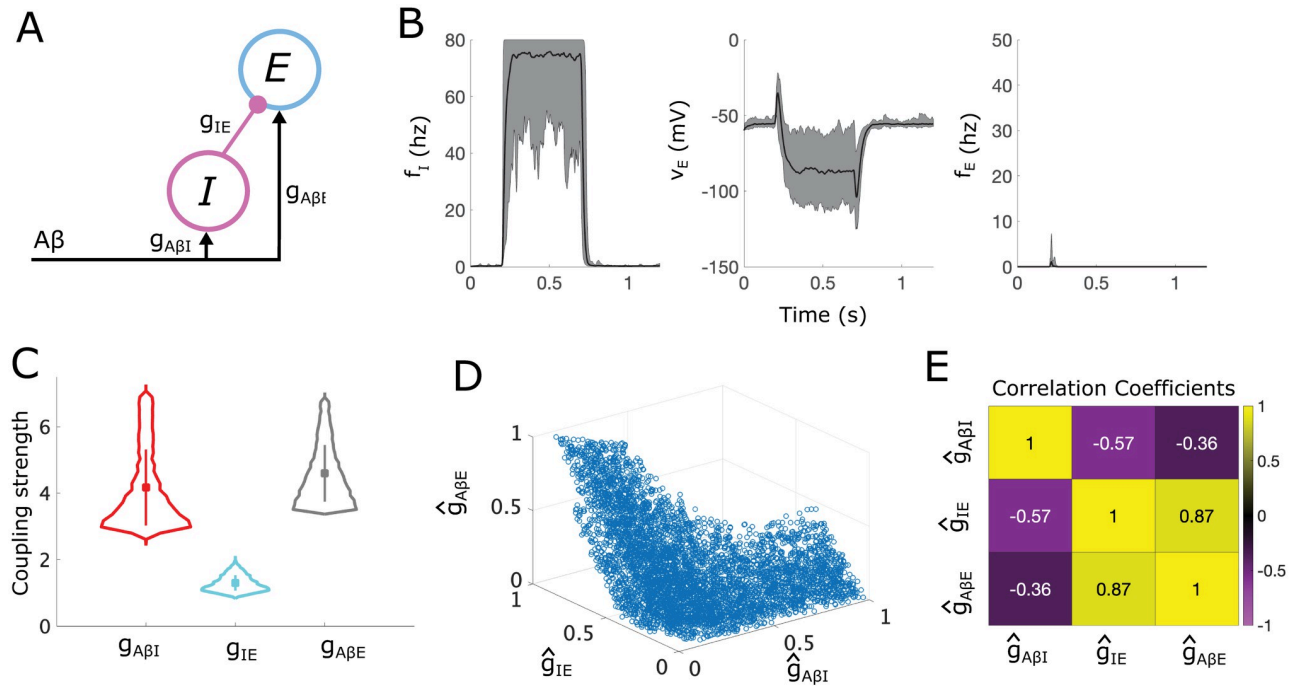 A
E
g_IE
I
g_AβE
Aβ
g_AβI
B
80
60
40
20
0
f_I (hz)
0
0.5
1
0
-50
-100
-150
v_E (mV)
0
0.5
1
Time (s)
50
40
30
20
10
0
f_E (hz)
0
0.5
1
C
Coupling strength
6
4
2
0
g_AβI
g_IE
g_AβE
D
ĝ_AβE
1
0.5
0
1
0.5
0
ĝ_IE
0
0.5
1
ĝ_AβI
E
Correlation Coefficients
ĝ_AβI
1 -0.57 -0.36
ĝ_IE
-0.57 1 0.87
ĝ_AβE
-0.36 0.87 1
ĝ_AβI ĝ_IE ĝ_AβE
1
0.5
0
-0.5
-1